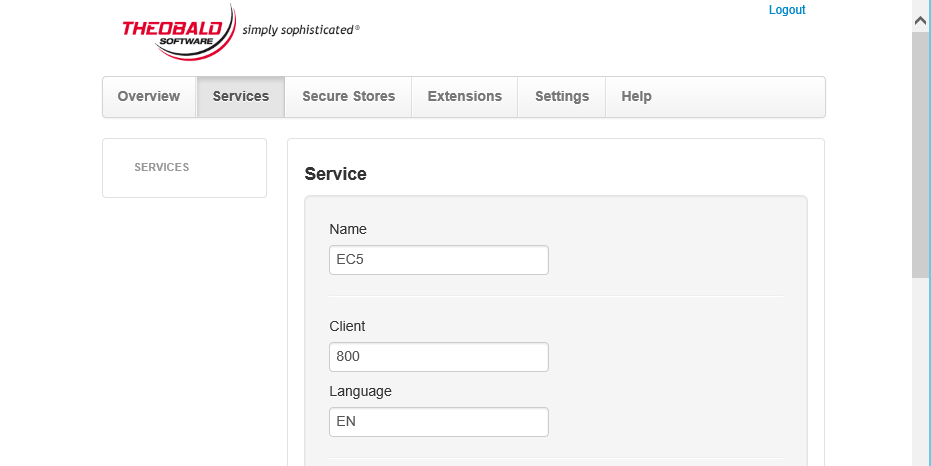 Logout
THEOBALD
SOFTWARE
simply sophisticated®
Overview Services Secure Stores Extensions Settings Help
SERVICES
Service
Name
EC5
Client
800
Language
EN